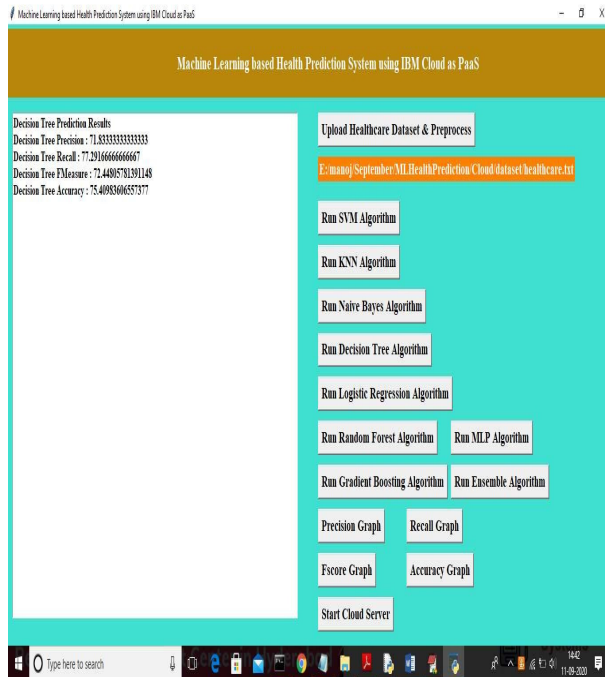 Machine Learning based Health Prediction System using IBM Cloud as PaaS
Machine Learning based Health Prediction System using IBM Cloud as PaaS
Decision Tree Prediction Results
Decision Tree Precision : 71.83333333333333
Decision Tree Recall : 77.29166666666667
Decision Tree FMeasure : 72.44805781391148
Decision Tree Accuracy : 75.40983606557377
Upload Healthcare Dataset & Preprocess
E:/manoj/September/MLHealthPrediction/Cloud/dataset/healthcare.txt
Run SVM Algorithm
Run KNN Algorithm
Run Naive Bayes Algorithm
Run Decision Tree Algorithm
Run Logistic Regression Algorithm
Run Random Forest Algorithm Run MLP Algorithm
Run Gradient Boosting Algorithm Run Ensemble Algorithm
Precision Graph Recall Graph
Fscore Graph Accuracy Graph
Start Cloud Server
Type here to search
14:42
11-09-2020